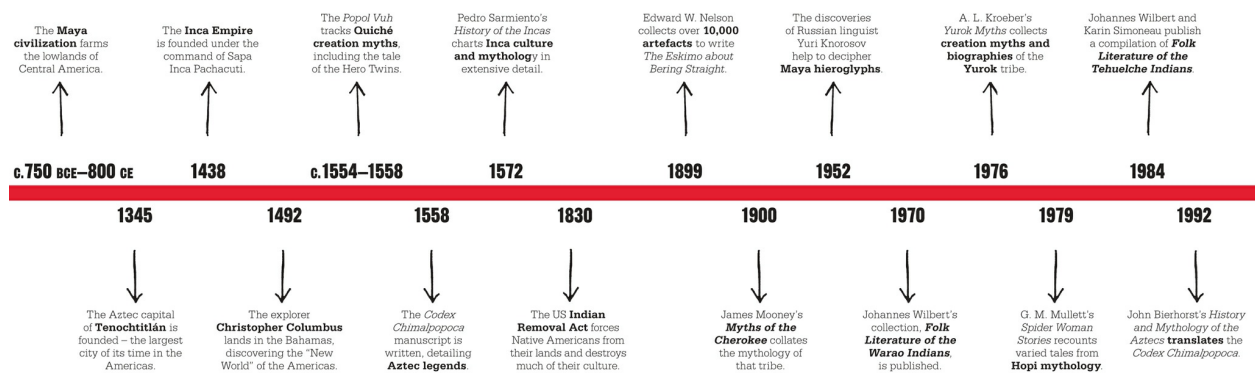 The Maya
civilization farms
the lowlands of
Central America.
The Inca Empire
is founded under the
command of Sapa
Inca Pachacuti.
The Popol Vuh
tracks Quiché
creation myths,
including the tale
of the Hero Twins.
Pedro Sarmiento's
History of the Incas
charts Inca culture
and mythology in
extensive detail.
Edward W. Nelson
collects over 10,000
artefacts to write
The Eskimo about
Bering Straight.
The discoveries
of Russian linguist
Yuri Knorosov
help to decipher
Maya hieroglyphs.
A. L. Kroeber's
Yurok Myths collects
creation myths and
biographies of the
Yurok tribe.
Johannes Wilbert and
Karin Simoneau publish
a compilation of Folk
Literature of the
Tehuelche Indians.
c.750 BCE–800 CE
1438
c.1554–1558
1572
1899
1952
1976
1984
1345
1492
1558
1830
1900
1970
1979
1992
The Aztec capital
of Tenochtitlán is
founded – the largest
city of its time in the
Americas.
The explorer
Christopher Columbus
lands in the Bahamas,
discovering the "New
World" of the Americas.
The Codex
Chimalpopoca
manuscript is
written, detailing
Aztec legends.
The US Indian
Removal Act forces
Native Americans from
their lands and destroys
much of their culture.
James Mooney's
Myths of the
Cherokee collates
the mythology of
that tribe.
Johannes Wilbert's
collection, Folk
Literature of the
Warao Indians,
is published.
G. M. Mullett's
Spider Woman
Stories recounts
varied tales from
Hopi mythology.
John Bierhorst's History
and Mythology of the
Aztecs translates the
Codex Chimalpopoca.